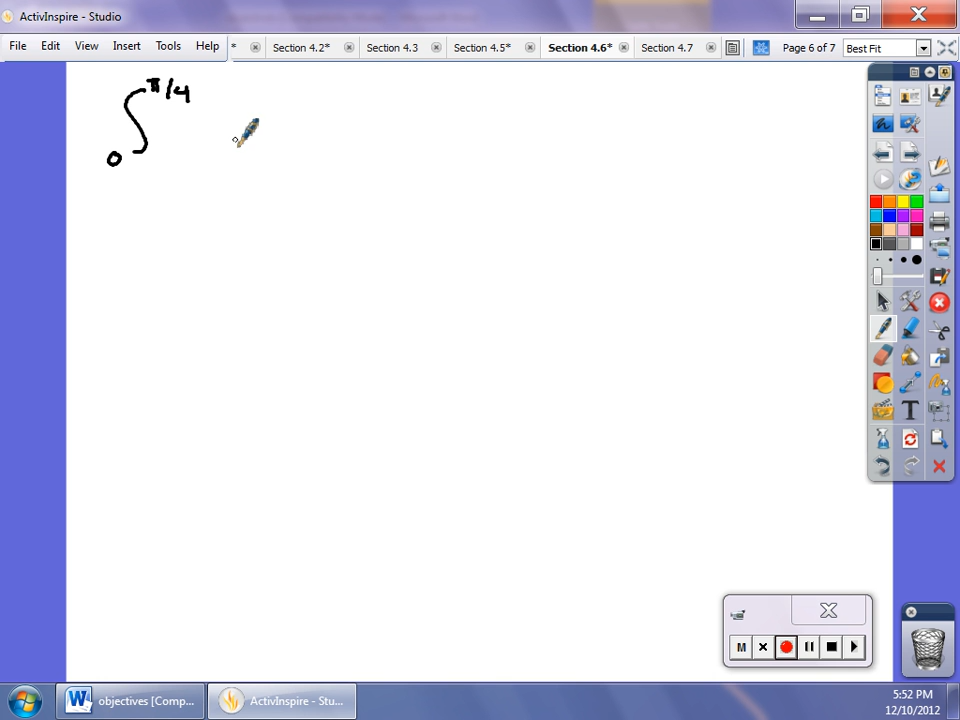 ActivInspire - Studio
File Edit View Insert Tools Help * Section 4.2* Section 4.3 Section 4.5* Section 4.6* Section 4.7 Page 6 of 7 Best Fit
∫ π/4
0
M
objectives [Comp... ActivInspire - Stu...
5:52 PM
12/10/2012